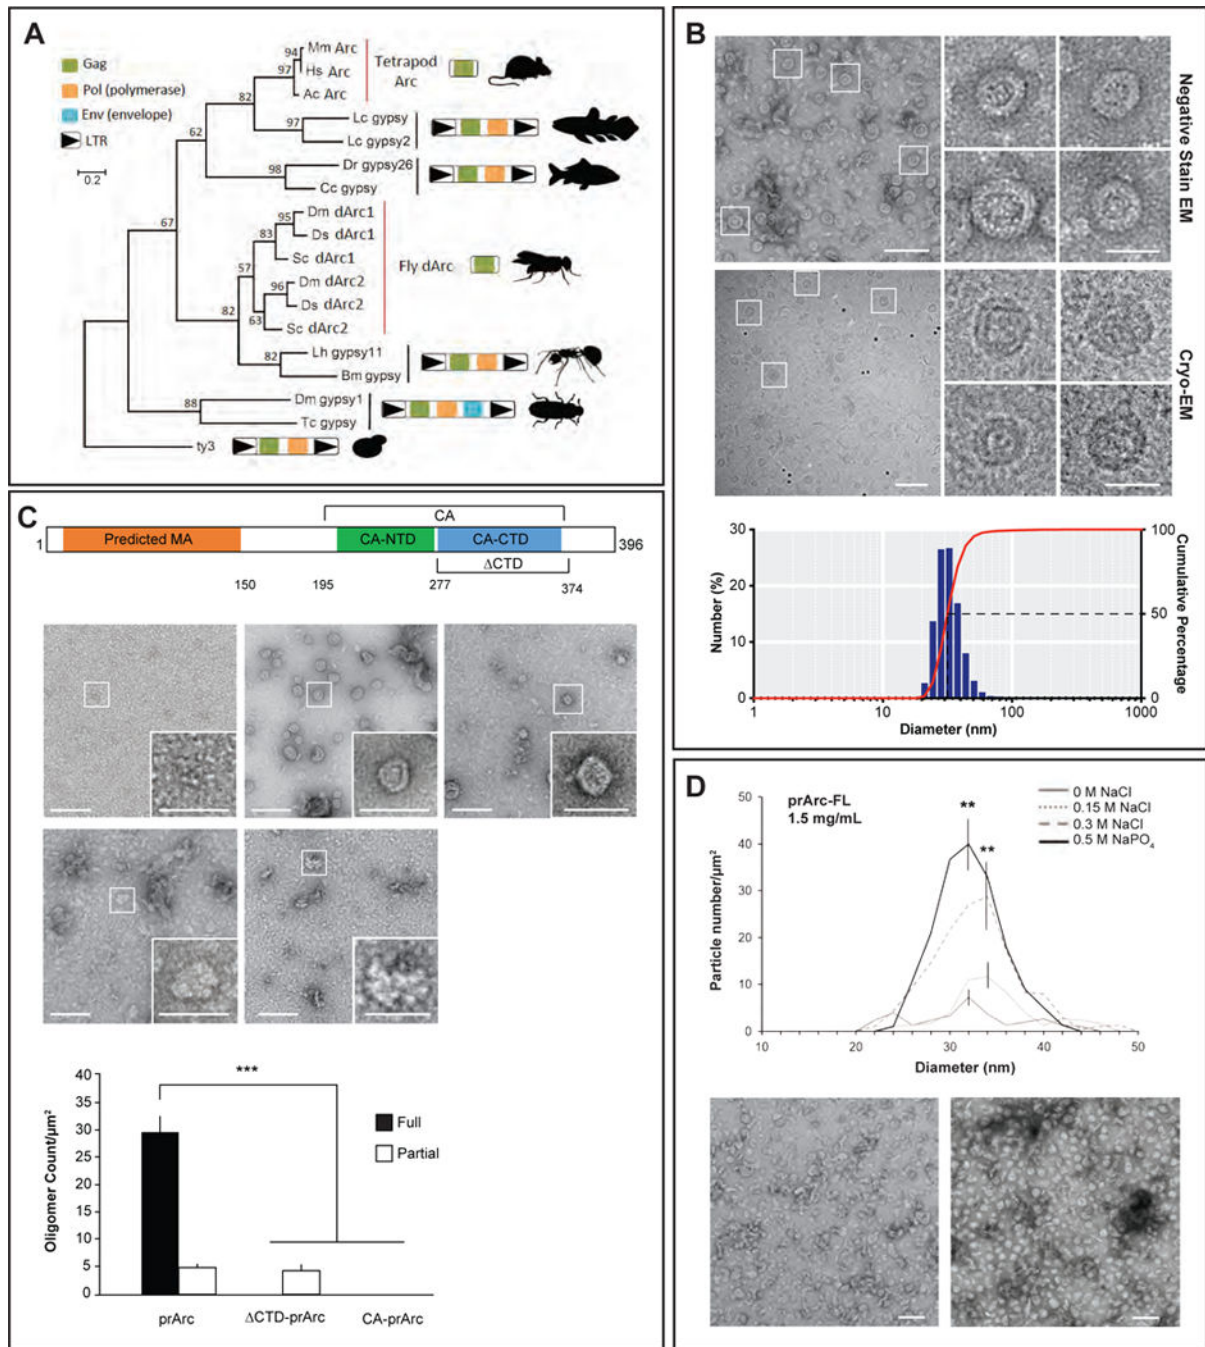 A
Gag
Pol (polymerase)
Env (envelope)
LTR
0.2
94
97
82
97
62
98
67
95
83
57
96
63
82
82
88
Mm Arc
Hs Arc
Ac Arc
Tetrapod
Arc
Lc gypsy
Lc gypsy2
Dr gypsy26
Cc gypsy
Dm dArc1
Ds dArc1
Sc dArc1
Fly dArc
Dm dArc2
Ds dArc2
Sc dArc2
Lh gypsy11
Bm gypsy
Dm gypsy1
Tc gypsy
ty3
B
Negative Stain EM
Cryo-EM
30
20
10
0
Number (%)
100
50
0
Cumulative Percentage
1 10 100 1000
Diameter (nm)
C
CA
1 Predicted MA CA-NTD CA-CTD 396
ΔCTD
150 195 277 374
Oligomer Count/µm²
40
35
30
25
20
15
10
5
0
***
Full
Partial
prArc ΔCTD-prArc CA-prArc
D
prArc-FL
1.5 mg/mL
0 M NaCl
0.15 M NaCl
0.3 M NaCl
0.5 M NaPO₄
**
**
Particle number/µm²
50
40
30
20
10
0
10 20 30 40 50
Diameter (nm)